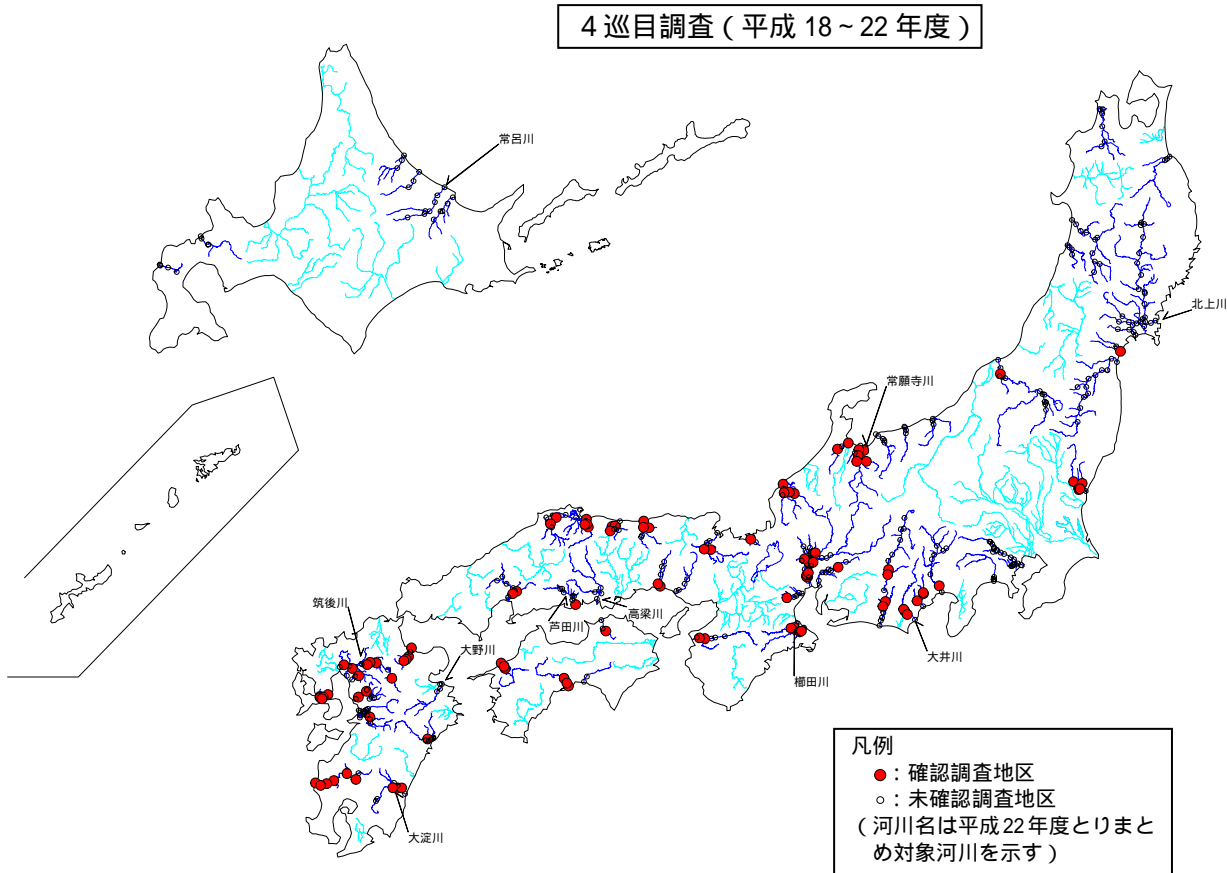 4巡目調査(平成18~22年度)
常呂川
北上川
常願寺川
筑後川
芦田川
高梁川
大野川
大井川
櫛田川
大淀川
凡例
●:確認調査地区
○:未確認調査地区
(河川名は平成22年度とりまと
め対象河川を示す)